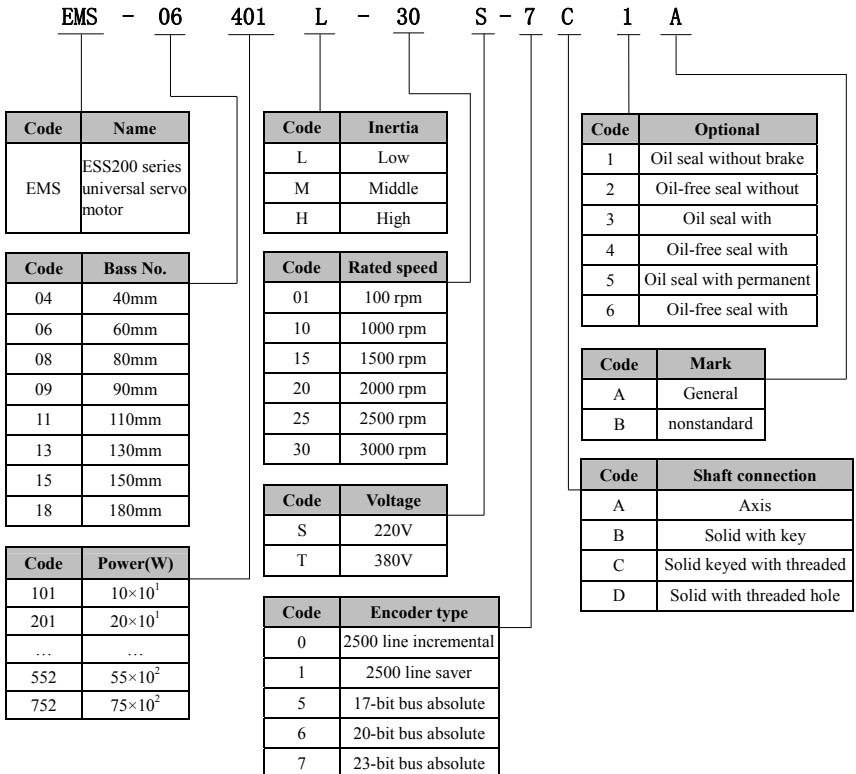 EMS - 06 401 L - 30 S - 7 C 1 A
Code Name
EMS ESS200 series
universal servo
motor
Code Bass No.
04 40mm
06 60mm
08 80mm
09 90mm
11 110mm
13 130mm
15 150mm
18 180mm
Code Power(W)
101 10×10¹
201 20×10¹
… …
552 55×10²
752 75×10²
Code Inertia
L Low
M Middle
H High
Code Rated speed
01 100 rpm
10 1000 rpm
15 1500 rpm
20 2000 rpm
25 2500 rpm
30 3000 rpm
Code Voltage
S 220V
T 380V
Code Encoder type
0 2500 line incremental
1 2500 line saver
5 17-bit bus absolute
6 20-bit bus absolute
7 23-bit bus absolute
Code Optional
1 Oil seal without brake
2 Oil-free seal without
3 Oil seal with
4 Oil-free seal with
5 Oil seal with permanent
6 Oil-free seal with
Code Mark
A General
B nonstandard
Code Shaft connection
A Axis
B Solid with key
C Solid keyed with threaded
D Solid with threaded hole